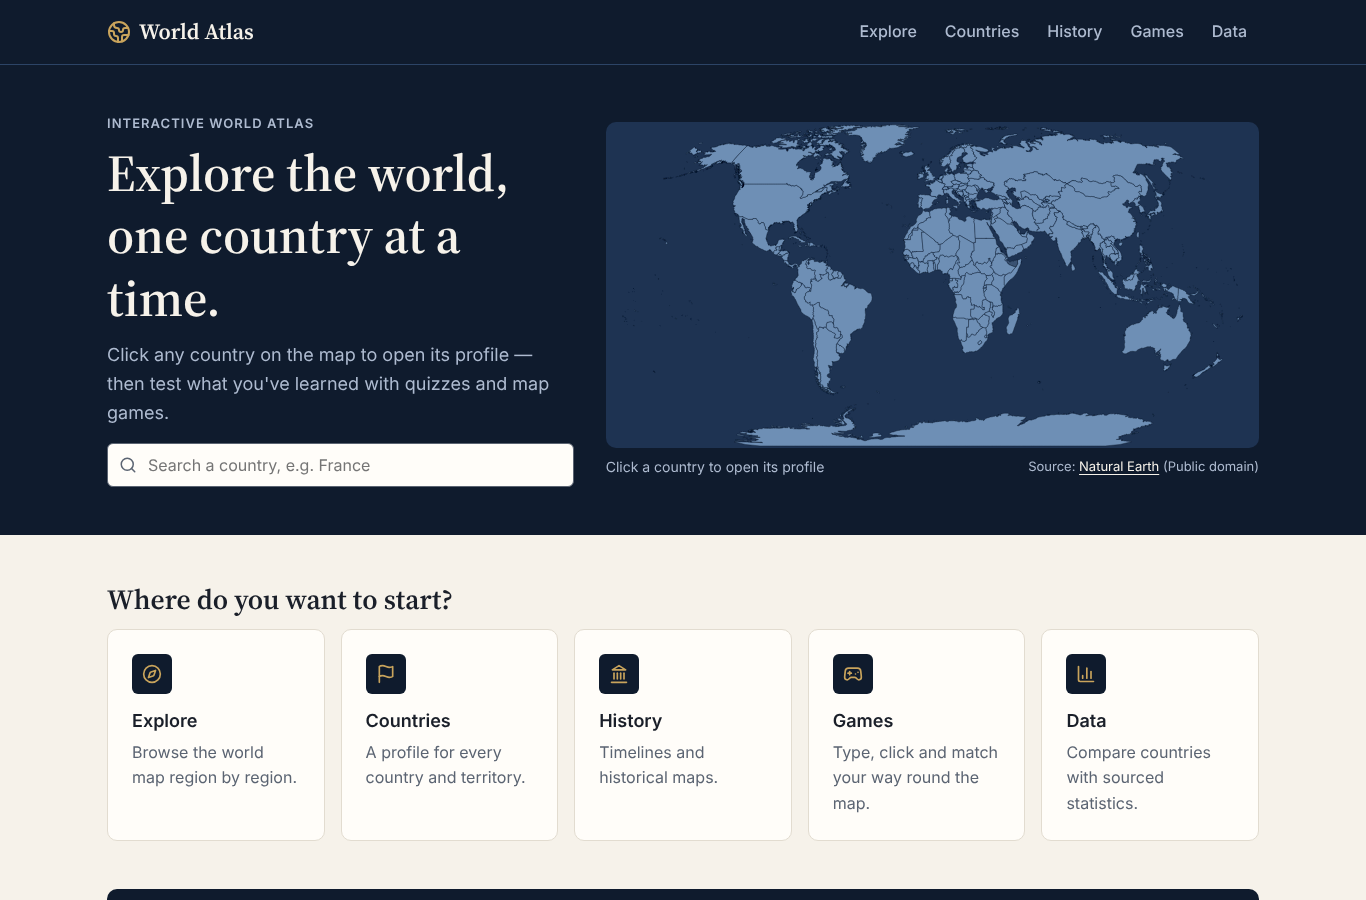 World Atlas
Explore
Countries
History
Games
Data
INTERACTIVE WORLD ATLAS
Explore the world,
one country at a
time.
Click any country on the map to open its profile —
then test what you've learned with quizzes and map
games.
Search a country, e.g. France
Click a country to open its profile
Source: Natural Earth (Public domain)
Where do you want to start?
Explore
Browse the world
map region by region.
Countries
A profile for every
country and territory.
History
Timelines and
historical maps.
Games
Type, click and match
your way round the
map.
Data
Compare countries
with sourced
statistics.